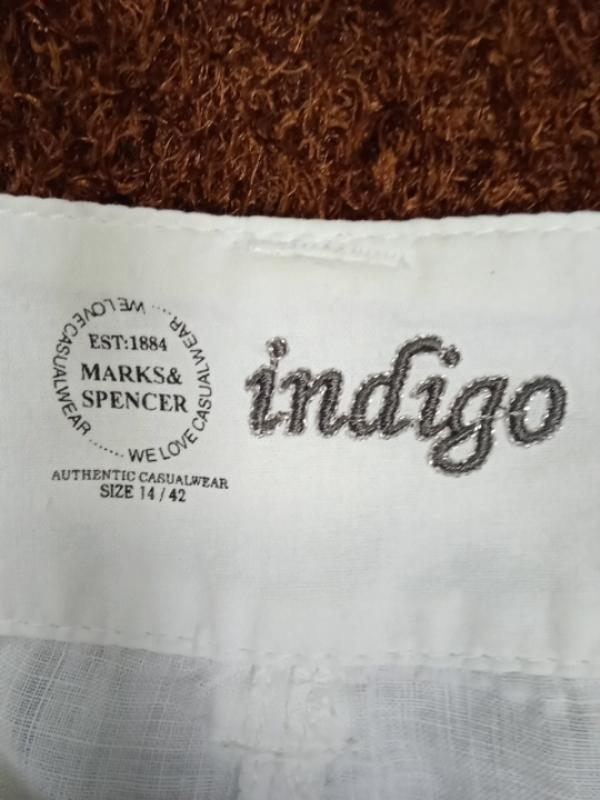 WE LOVE CASUALWEAR ...... WE LOVE CASUALWEAR ......
EST:1884
MARKS&
SPENCER
AUTHENTIC CASUALWEAR
SIZE 14 / 42
indigo